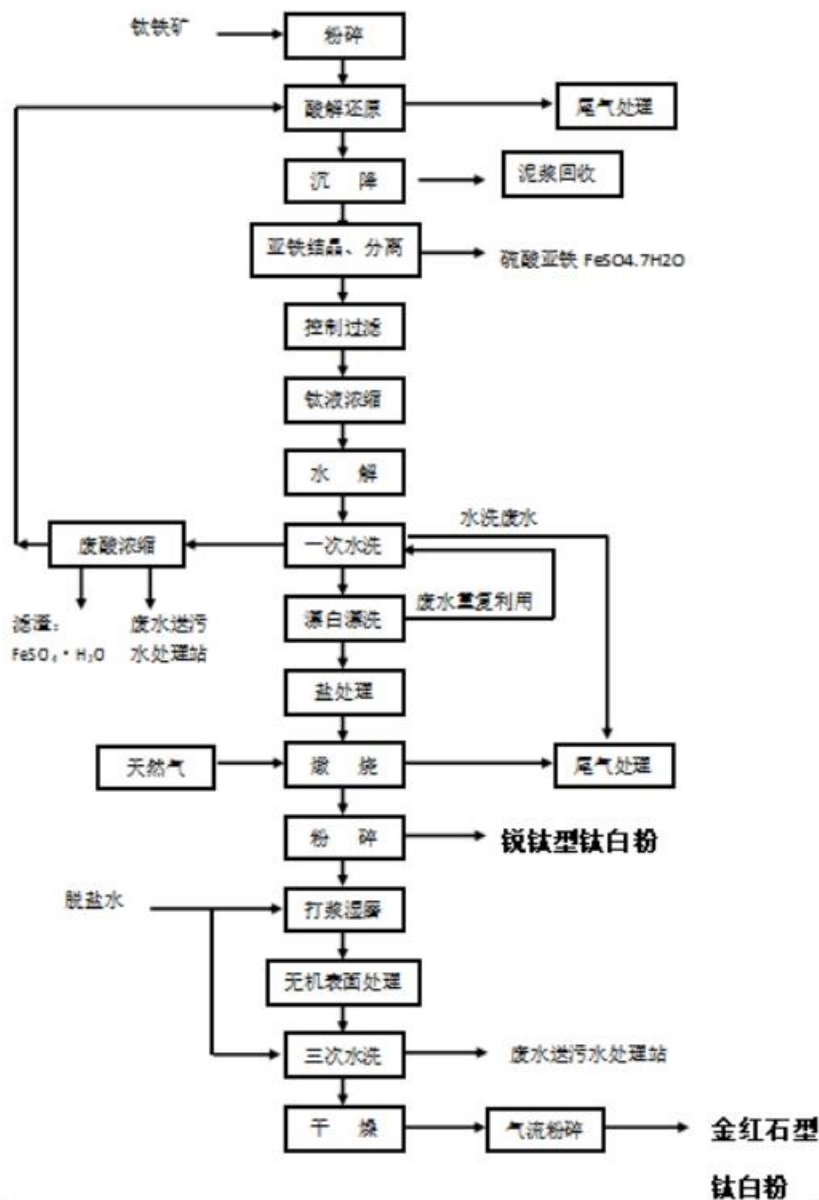 钛铁矿
粉碎
酸解还原
尾气处理
沉 降
泥浆回收
亚铁结晶、分离
硫酸亚铁 FeSO4.7H2O
控制过滤
钛液浓缩
水 解
水洗废水
废酸浓缩
一次水洗
滤渣：
FeSO₄·H₂O
废水送污
水处理站
废水重复利用
漂白漂洗
盐处理
天然气
煅 烧
尾气处理
粉 碎
锐钛型钛白粉
脱盐水
打浆湿磨
无机表面处理
三次水洗
废水送污水处理站
干 燥
气流粉碎
金红石型
钛白粉